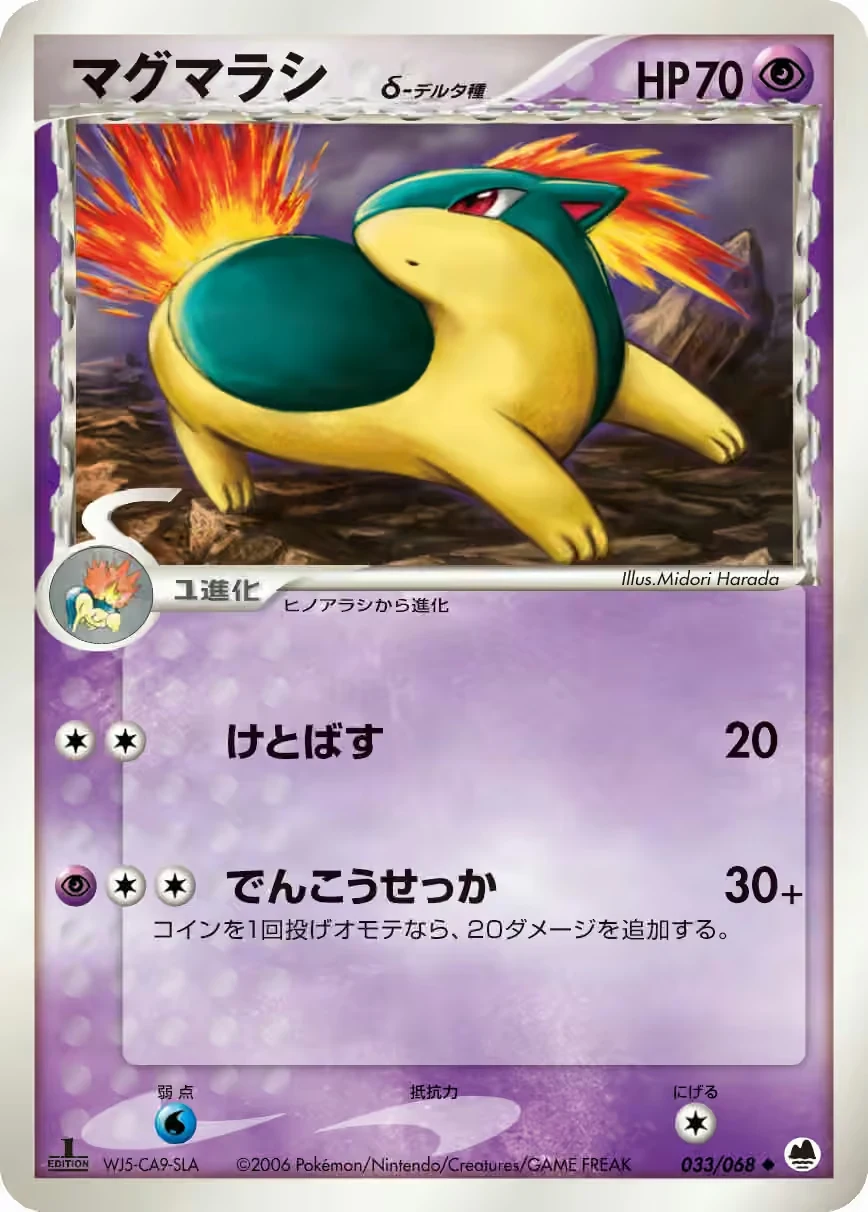 マグマラシ δ-デルタ種 HP70
Illus.Midori Harada
1進化
ヒノアラシから進化
けとばす 20
でんこうせっか 30+
コインを1回投げオモテなら、20ダメージを追加する。
弱点 抵抗力 にげる
1 EDITION WJ5-CA9-SLA ©2006 Pokémon/Nintendo/Creatures/GAME FREAK 033/068